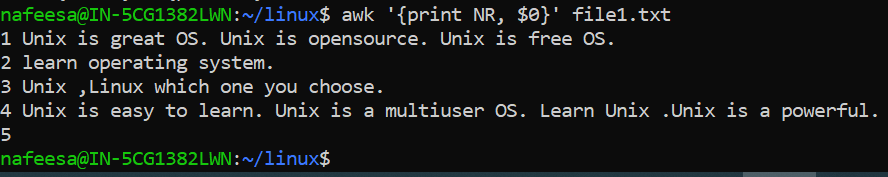 nafeesa@IN-5CG1382LWN:~/linux$ awk '{print NR, $0}' file1.txt
1 Unix is great OS. Unix is opensource. Unix is free OS.
2 learn operating system.
3 Unix ,Linux which one you choose.
4 Unix is easy to learn. Unix is a multiuser OS. Learn Unix .Unix is a powerful.
5
nafeesa@IN-5CG1382LWN:~/linux$